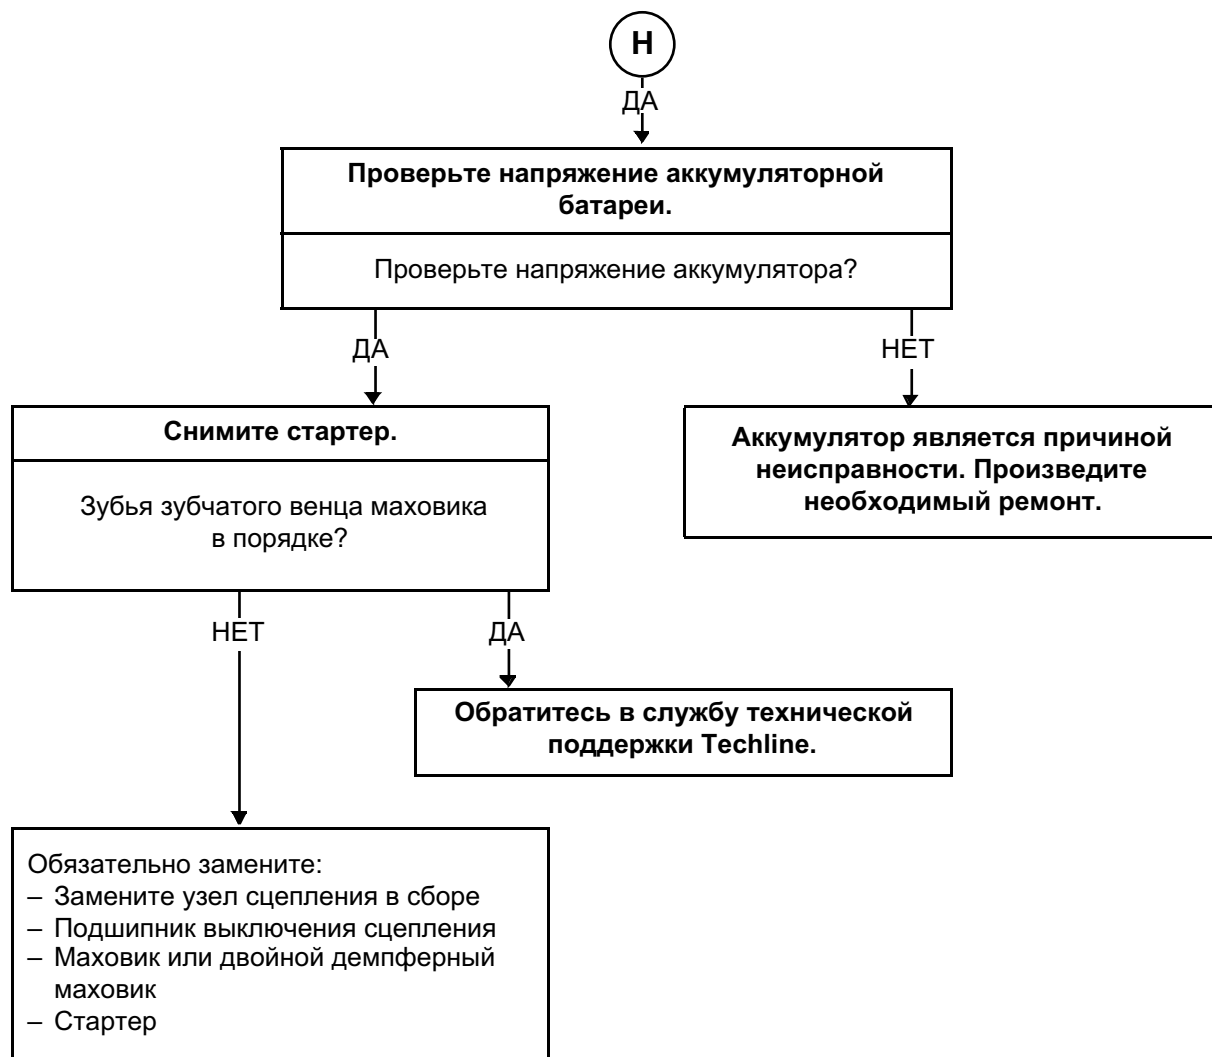 Н
ДА
Проверьте напряжение аккумуляторной
батареи.
Проверьте напряжение аккумулятора?
ДА
НЕТ
Снимите стартер.
Зубья зубчатого венца маховика
в порядке?
Аккумулятор является причиной
неисправности. Произведите
необходимый ремонт.
НЕТ
ДА
Обратитесь в службу технической
поддержки Techline.
Обязательно замените:
– Замените узел сцепления в сборе
– Подшипник выключения сцепления
– Маховик или двойной демпферный
маховик
– Стартер